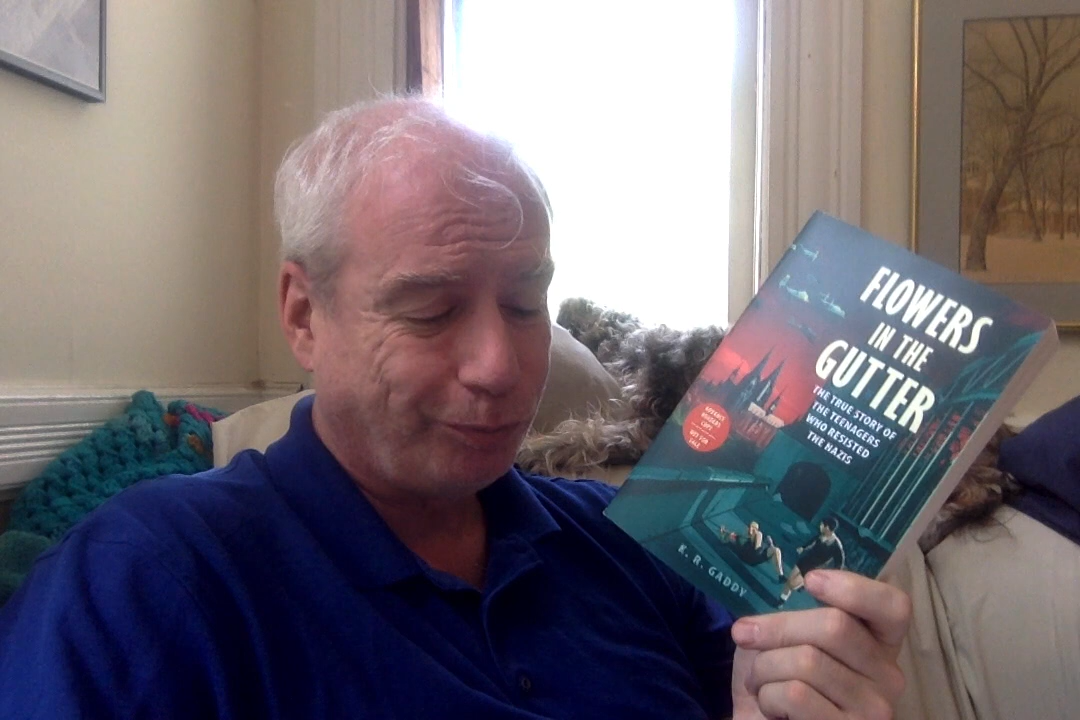 FLOWERS
IN THE
GUTTER
THE TRUE STORY OF
THE TEENAGERS
WHO RESISTED
THE NAZIS
ADVANCE
READER'S
COPY
NOT FOR
SALE
K. R. GADDY